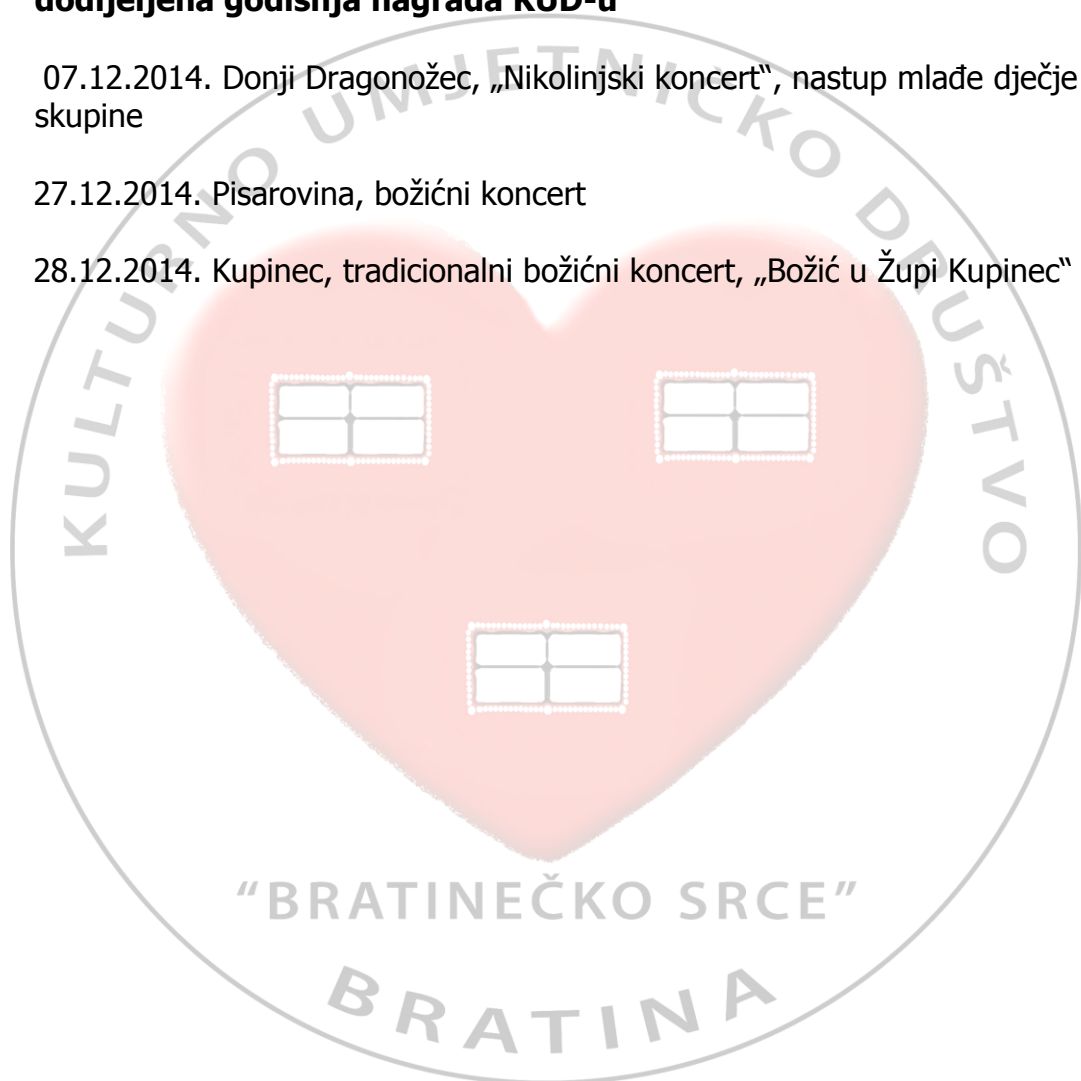 dodijeljena godišnja nagrada KUD-u
07.12.2014. Donji Dragonožec, „Nikolinjski koncert“, nastup mlađe dječje
skupine
27.12.2014. Pisarovina, božićni koncert
28.12.2014. Kupinec, tradicionalni božićni koncert, „Božić u Župi Kupinec“
KULTURNO UMJETNIČKO DRUŠTVO
"BRATINEČKO SRCE"
BRATINA